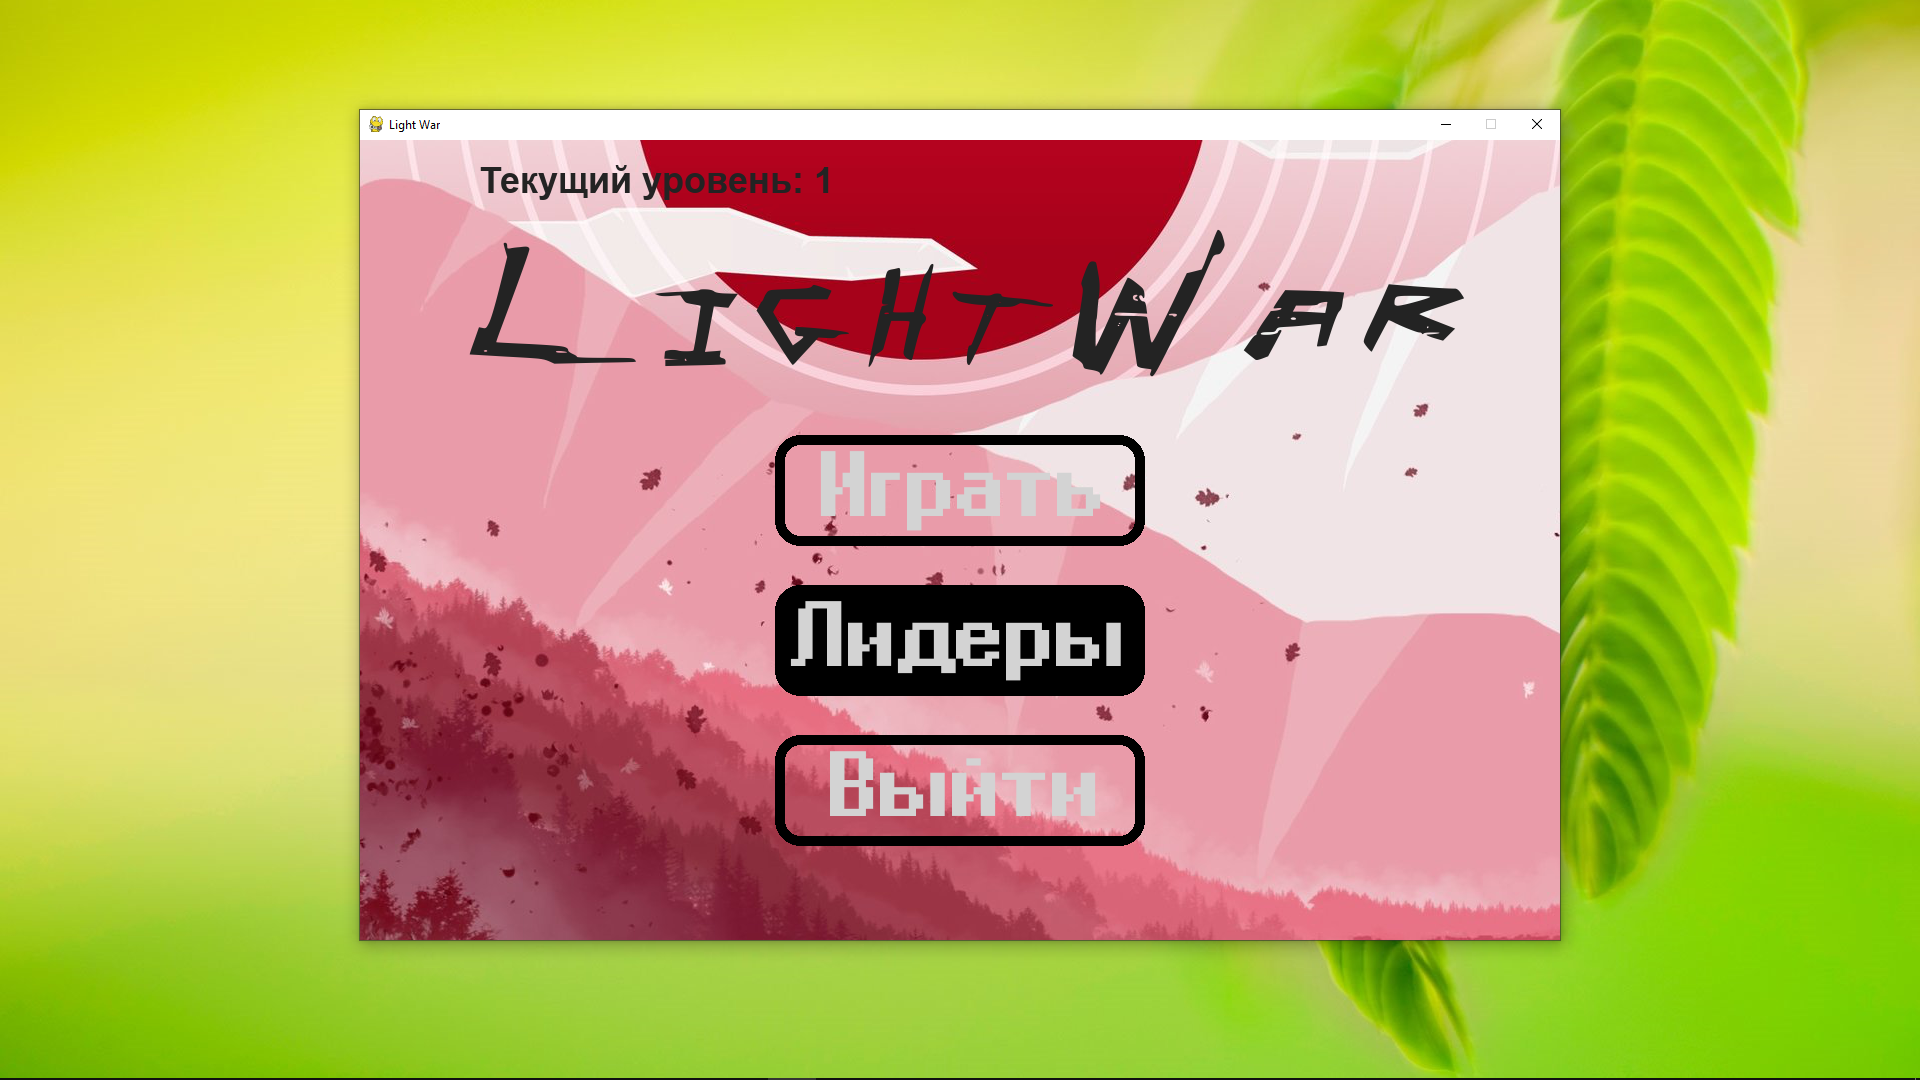 Light War
Текущий уровень: 1
Light War
Играть
Лидеры
Выйти